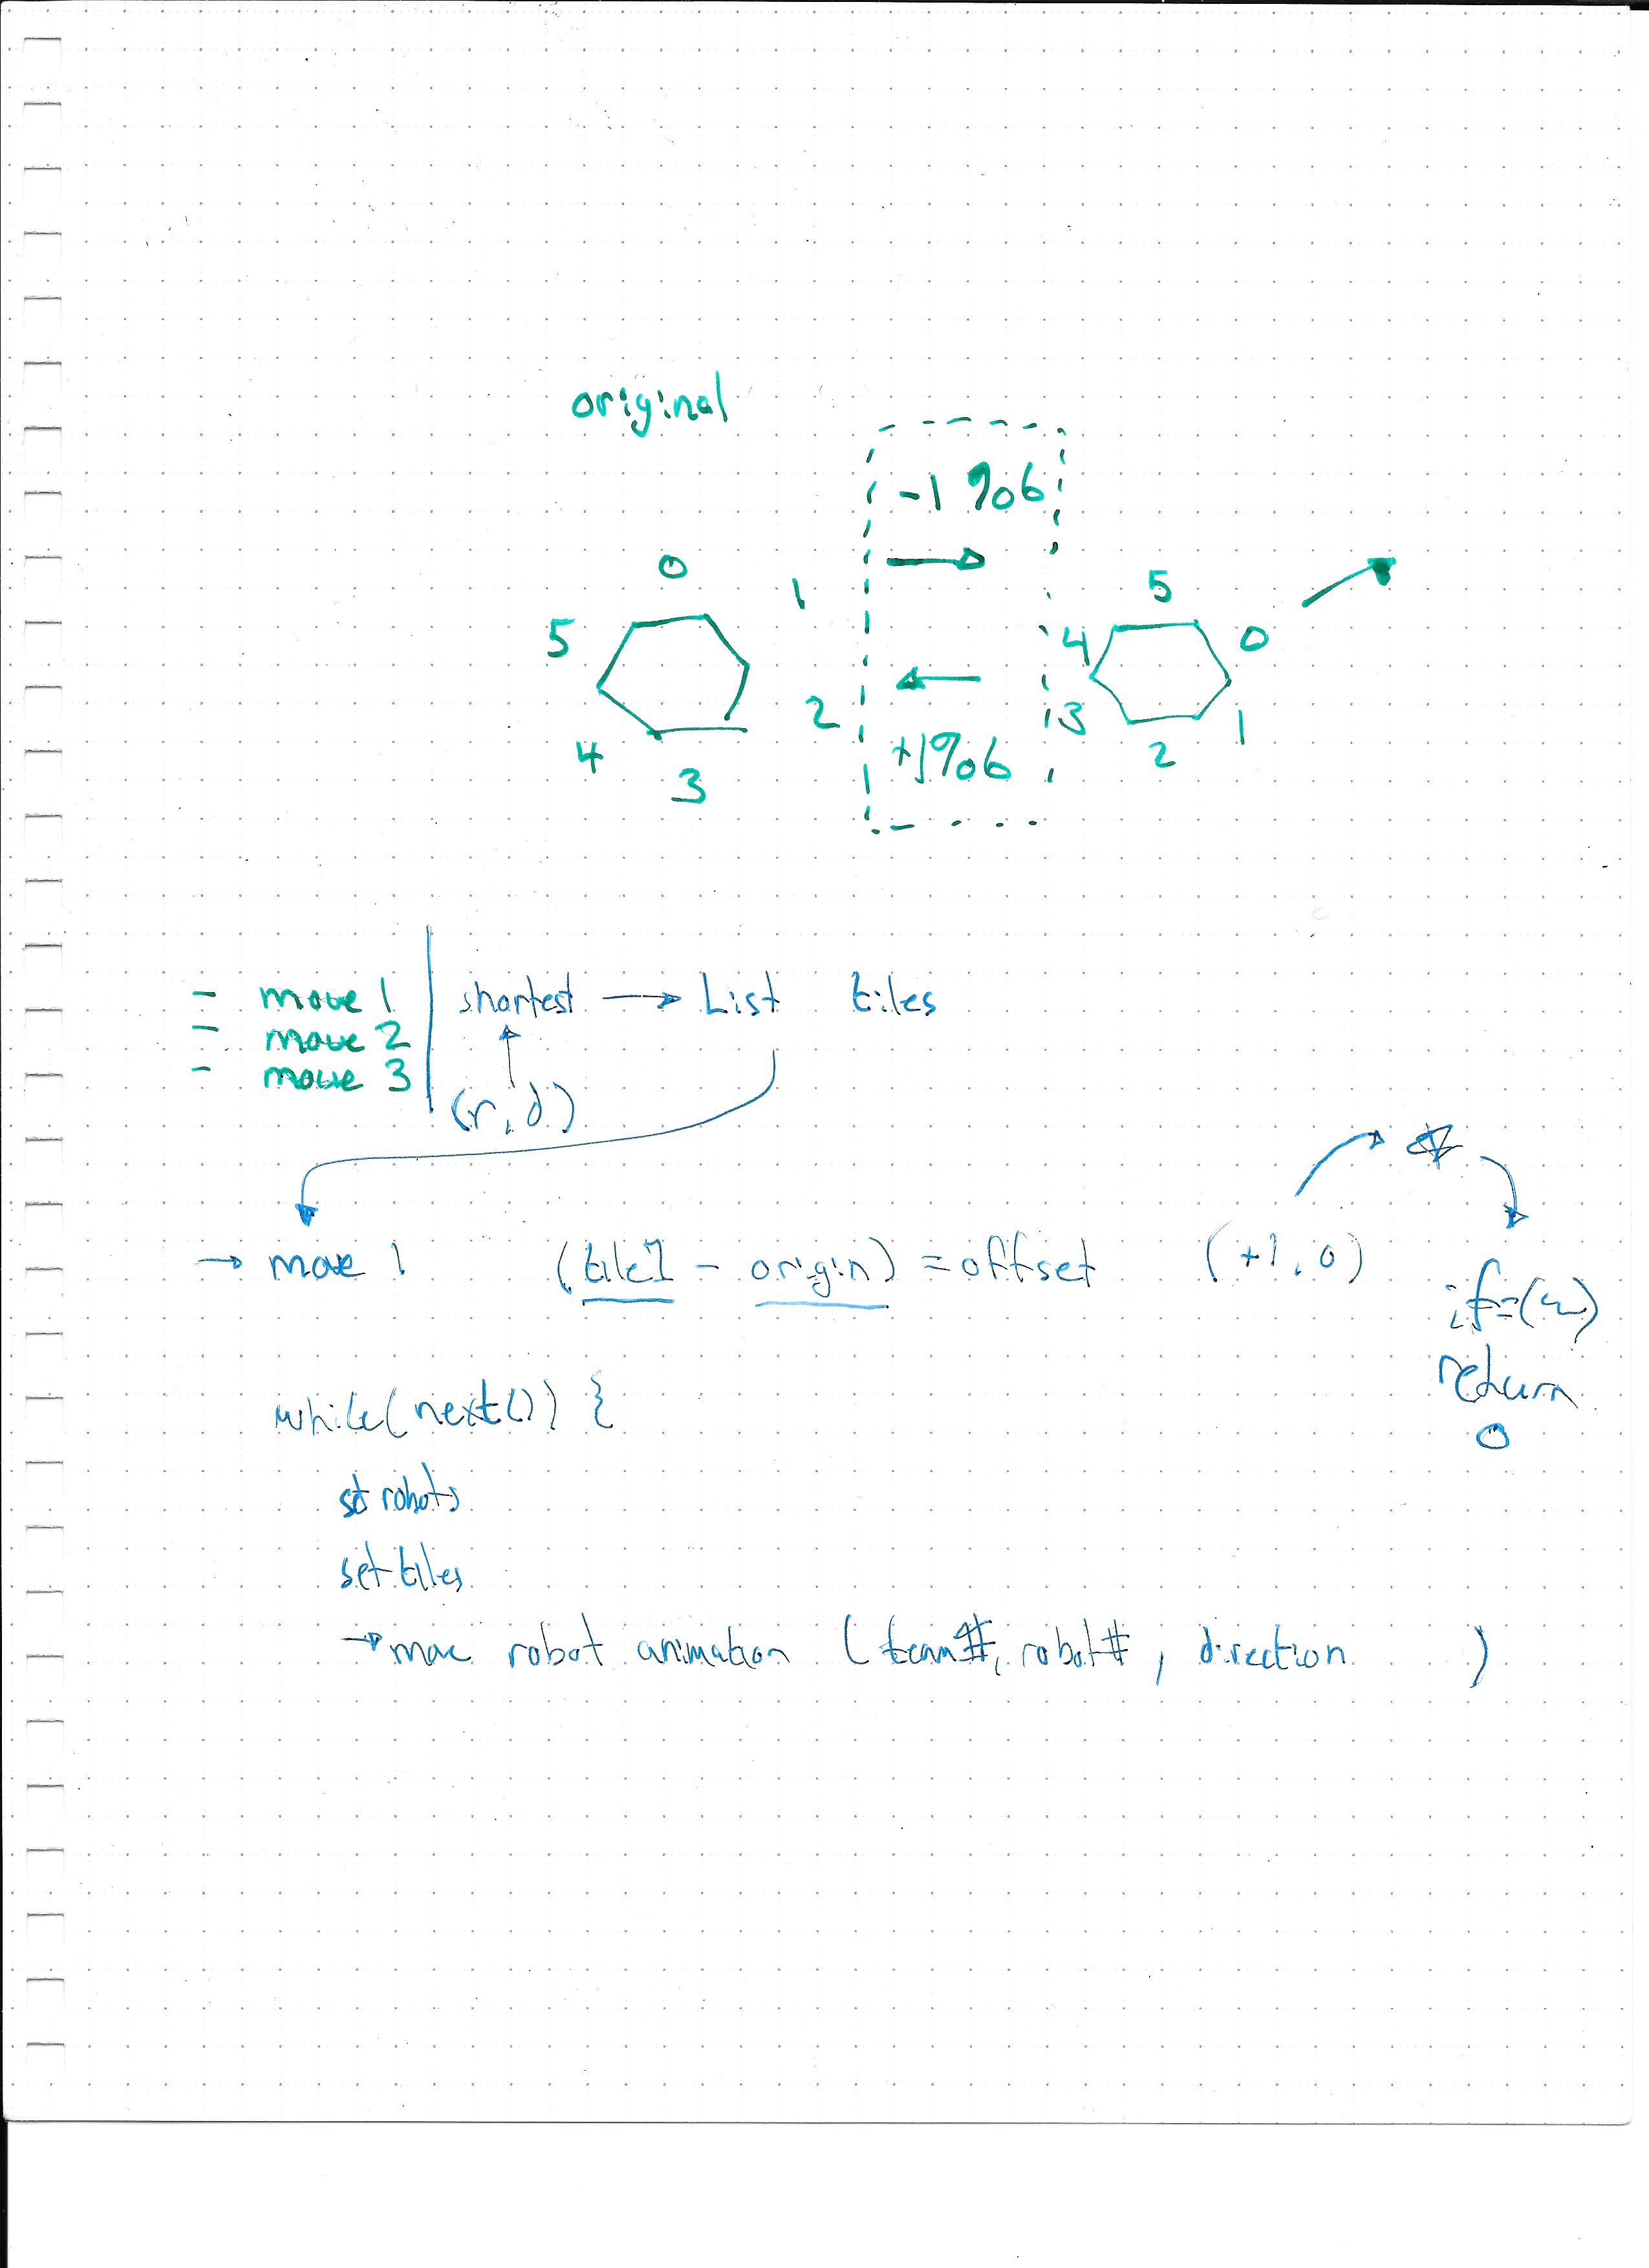 original
-1 %6
0
1
5
5
4
0
2
3
4
3
+1%6
2
1
- move 1
- move 2
- move 3
shortest → List tiles
(r, d)
→ move 1 (tile1 - origin) = offset (+1, 0)
if=(~)
return
0
while(next()) {
set robots
set tiles
→ move robot animation (team#, robot#, direction )